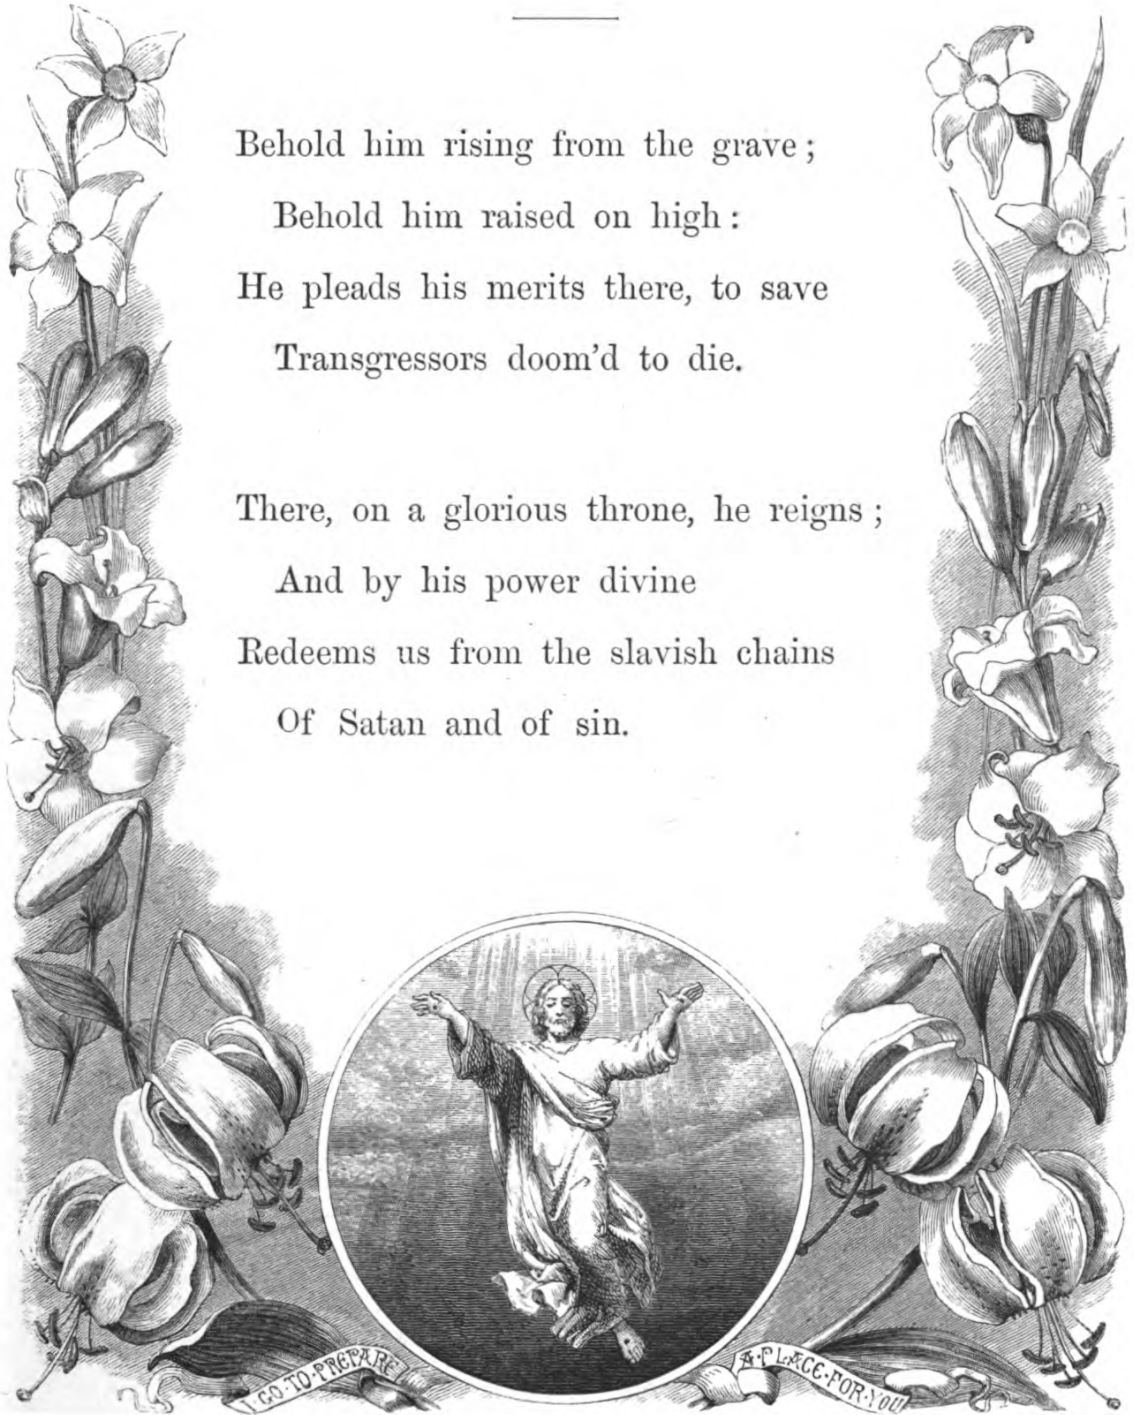 Behold him rising from the grave ;
Behold him raised on high :
He pleads his merits there, to save
Transgressors doom'd to die.
There, on a glorious throne, he reigns ;
And by his power divine
Redeems us from the slavish chains
Of Satan and of sin.
I·GO·TO·PREPARE
A·PLACE·FOR·YOU